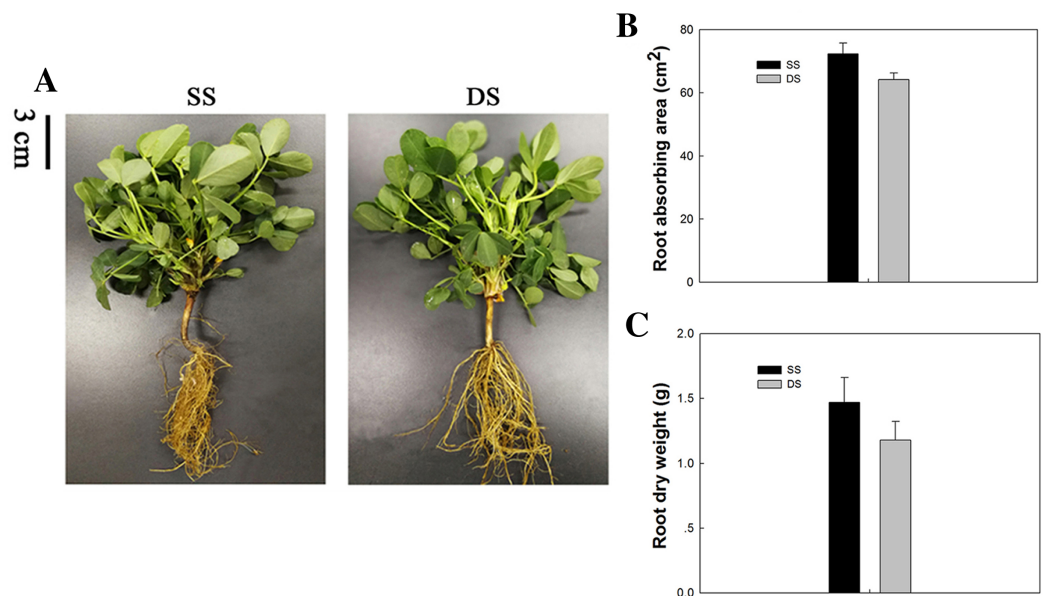 A
3 cm
SS
DS
B
Root absorbing area (cm2)
80
60
40
20
0
SS
DS
C
Root dry weight (g)
2.0
1.5
1.0
.5
0.0
SS
DS